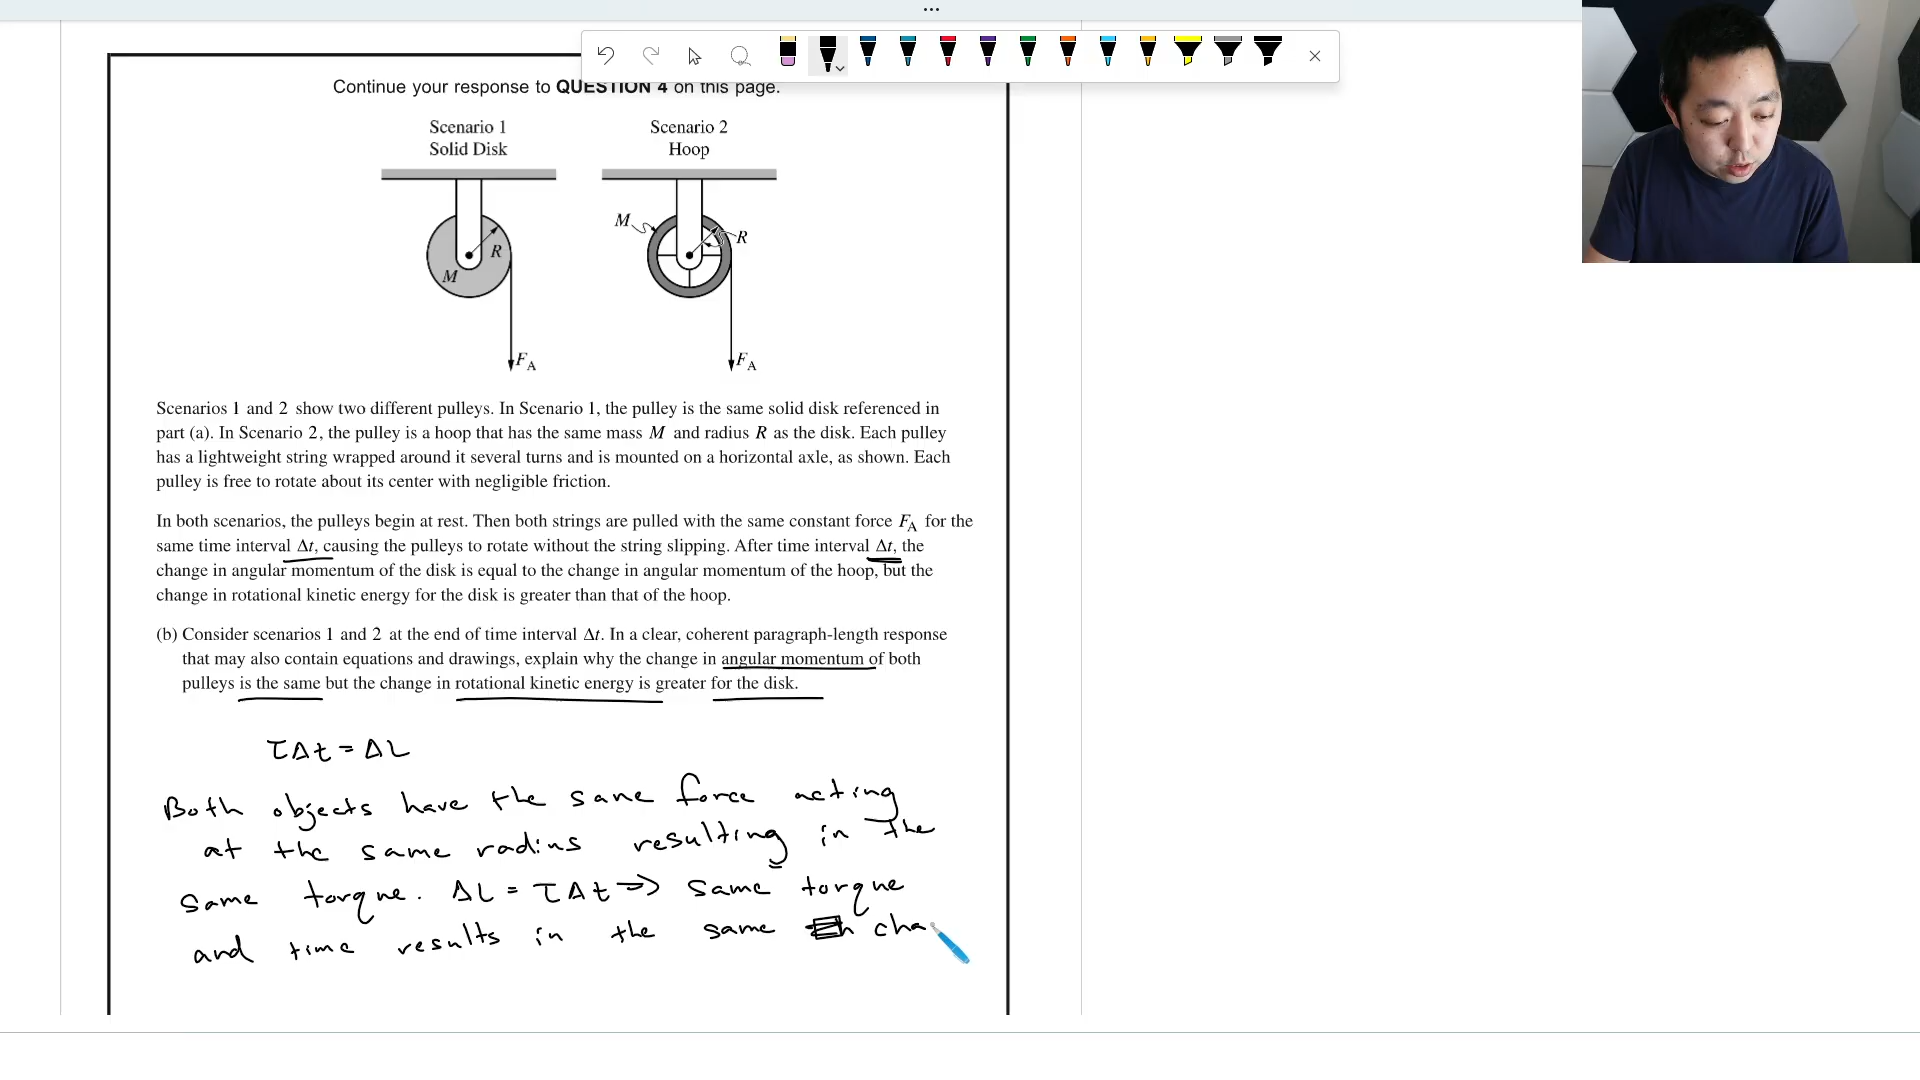 ...
Continue your response to QUESTION 4 on this page.
Scenario 1 Scenario 2
Solid Disk Hoop
M R
R
M
F_A F_A
Scenarios 1 and 2 show two different pulleys. In Scenario 1, the pulley is the same solid disk referenced in
part (a). In Scenario 2, the pulley is a hoop that has the same mass M and radius R as the disk. Each pulley
has a lightweight string wrapped around it several turns and is mounted on a horizontal axle, as shown. Each
pulley is free to rotate about its center with negligible friction.
In both scenarios, the pulleys begin at rest. Then both strings are pulled with the same constant force F_A for the
same time interval Δt, causing the pulleys to rotate without the string slipping. After time interval Δt, the
change in angular momentum of the disk is equal to the change in angular momentum of the hoop, but the
change in rotational kinetic energy for the disk is greater than that of the hoop.
(b) Consider scenarios 1 and 2 at the end of time interval Δt. In a clear, coherent paragraph-length response
that may also contain equations and drawings, explain why the change in angular momentum of both
pulleys is the same but the change in rotational kinetic energy is greater for the disk.
τΔt = ΔL
Both objects have the same force acting
at the same radius resulting in the
same torque. ΔL = τΔt => same torque
and time results in the same cha